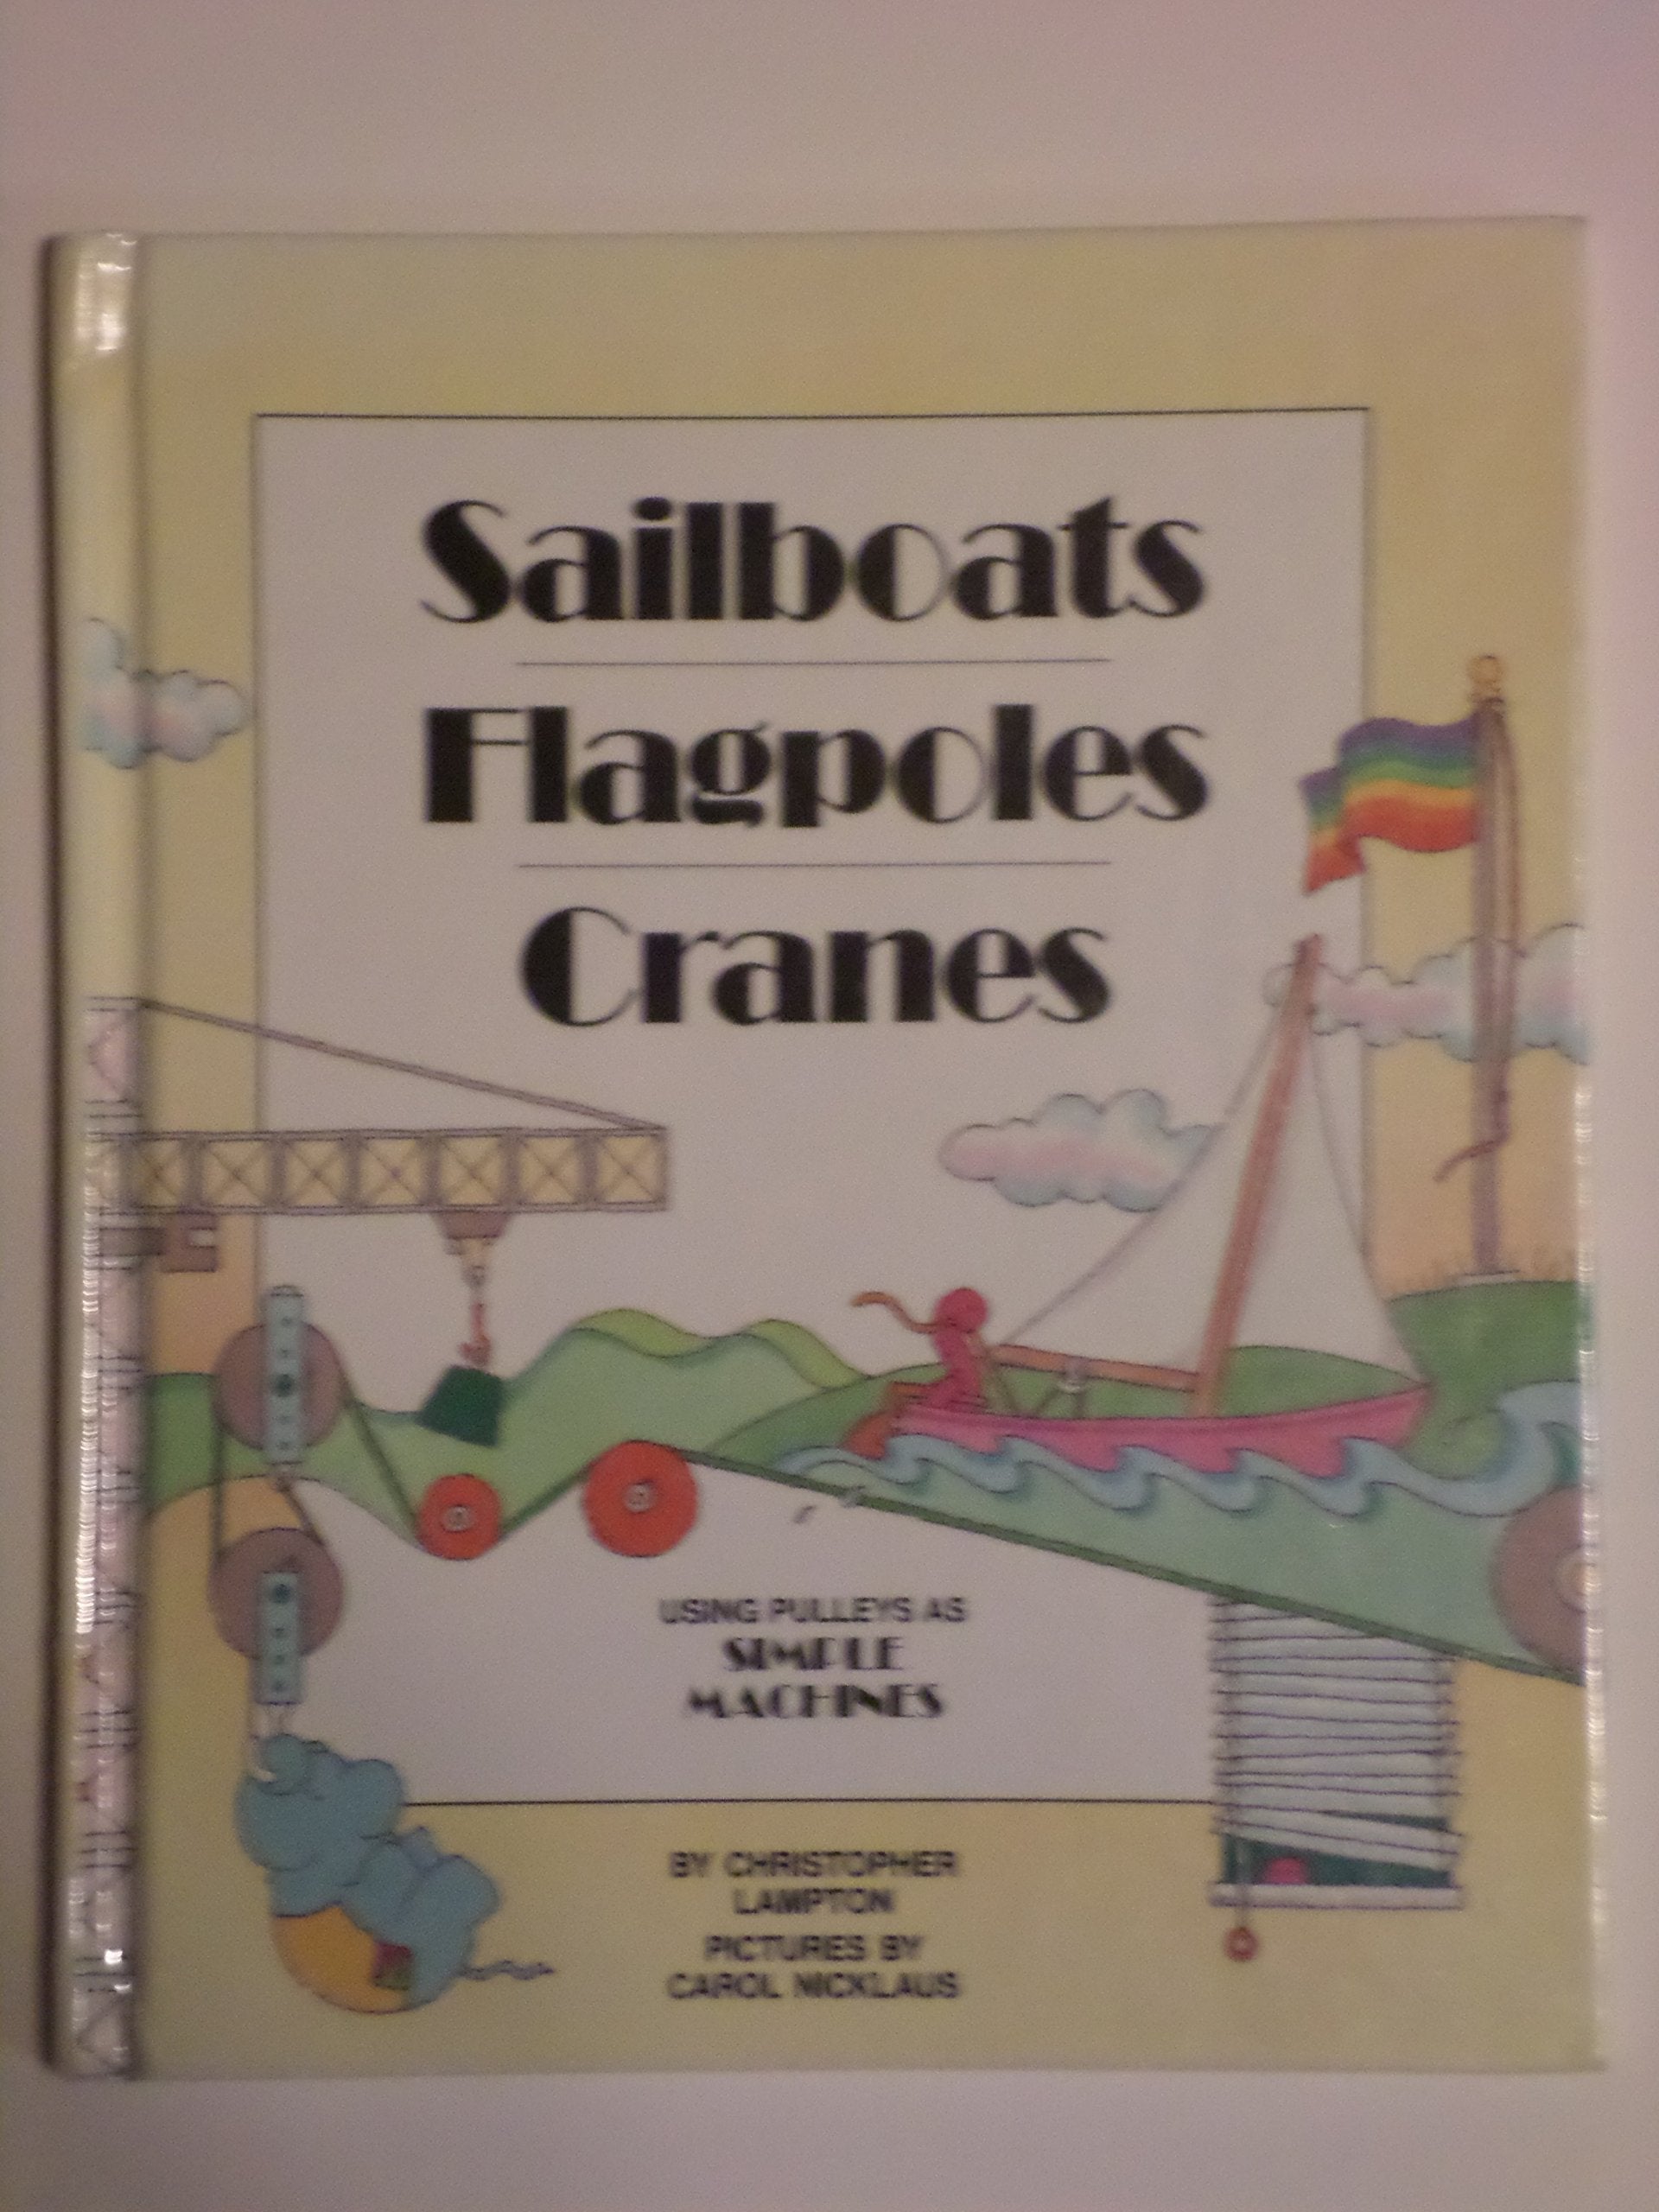 Sailboats
Flagpoles
Cranes
USING PULLEYS AS
SIMPLE
MACHINES
BY CHRISTOPHER
LAMPTON
PICTURES BY
CAROL NICKLAUS